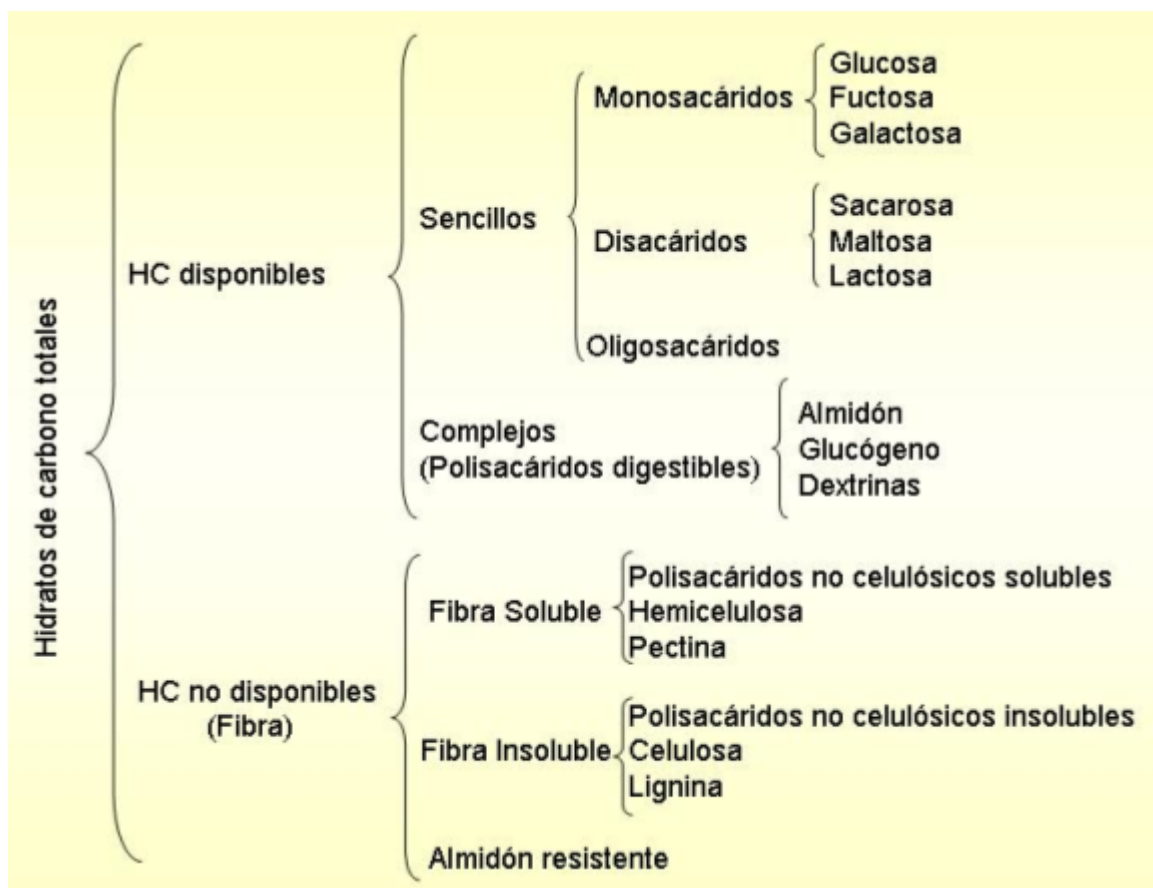 Hidratos de carbono totales
HC disponibles
Sencillos
Monosacáridos
Glucosa
Fuctosa
Galactosa
Disacáridos
Sacarosa
Maltosa
Lactosa
Oligosacáridos
Complejos
(Polisacáridos digestibles)
Almidón
Glucógeno
Dextrinas
HC no disponibles
(Fibra)
Fibra Soluble
Polisacáridos no celulósicos solubles
Hemicelulosa
Pectina
Fibra Insoluble
Polisacáridos no celulósicos insolubles
Celulosa
Lignina
Almidón resistente